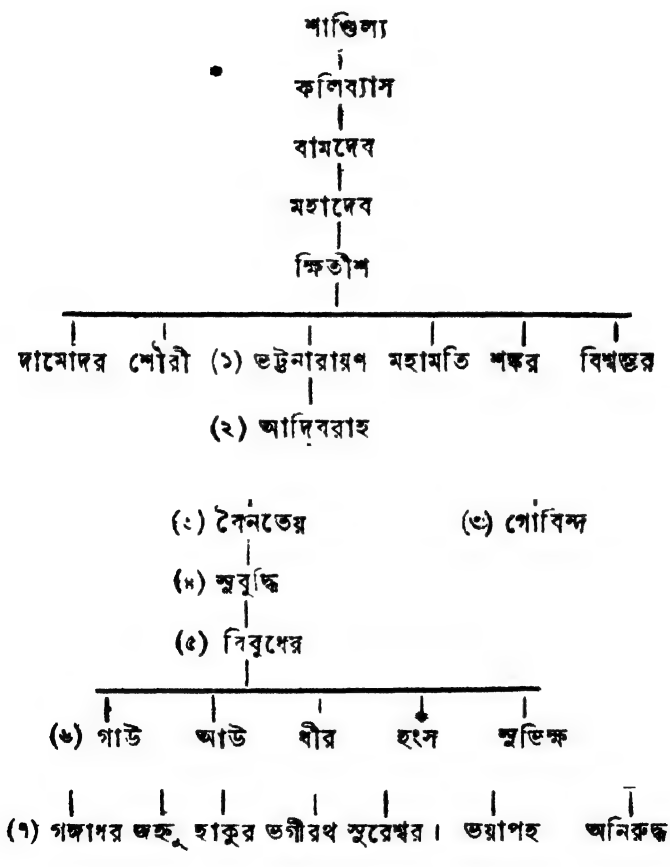 শাণ্ডিল্য
কলিব্যাস
বামদেব
মহাদেব
ক্ষিতীশ
দামোদর শৌরী (১) ভট্টনারায়ণ মহামতি শঙ্কর বিশ্বম্ভর
(২) আদিবরাহ
বৈনতেয় (৩) গোবিন্দ
(৪) সুবুদ্ধি
(৫) বিবুধের
(৬) গাউ আউ ধীর হংস সুভিক্ষ
(৭) গঙ্গাধর জহ্নু হাকুর ভগীরথ সুরেশ্বর। ভয়াপহ অনিরুদ্ধ